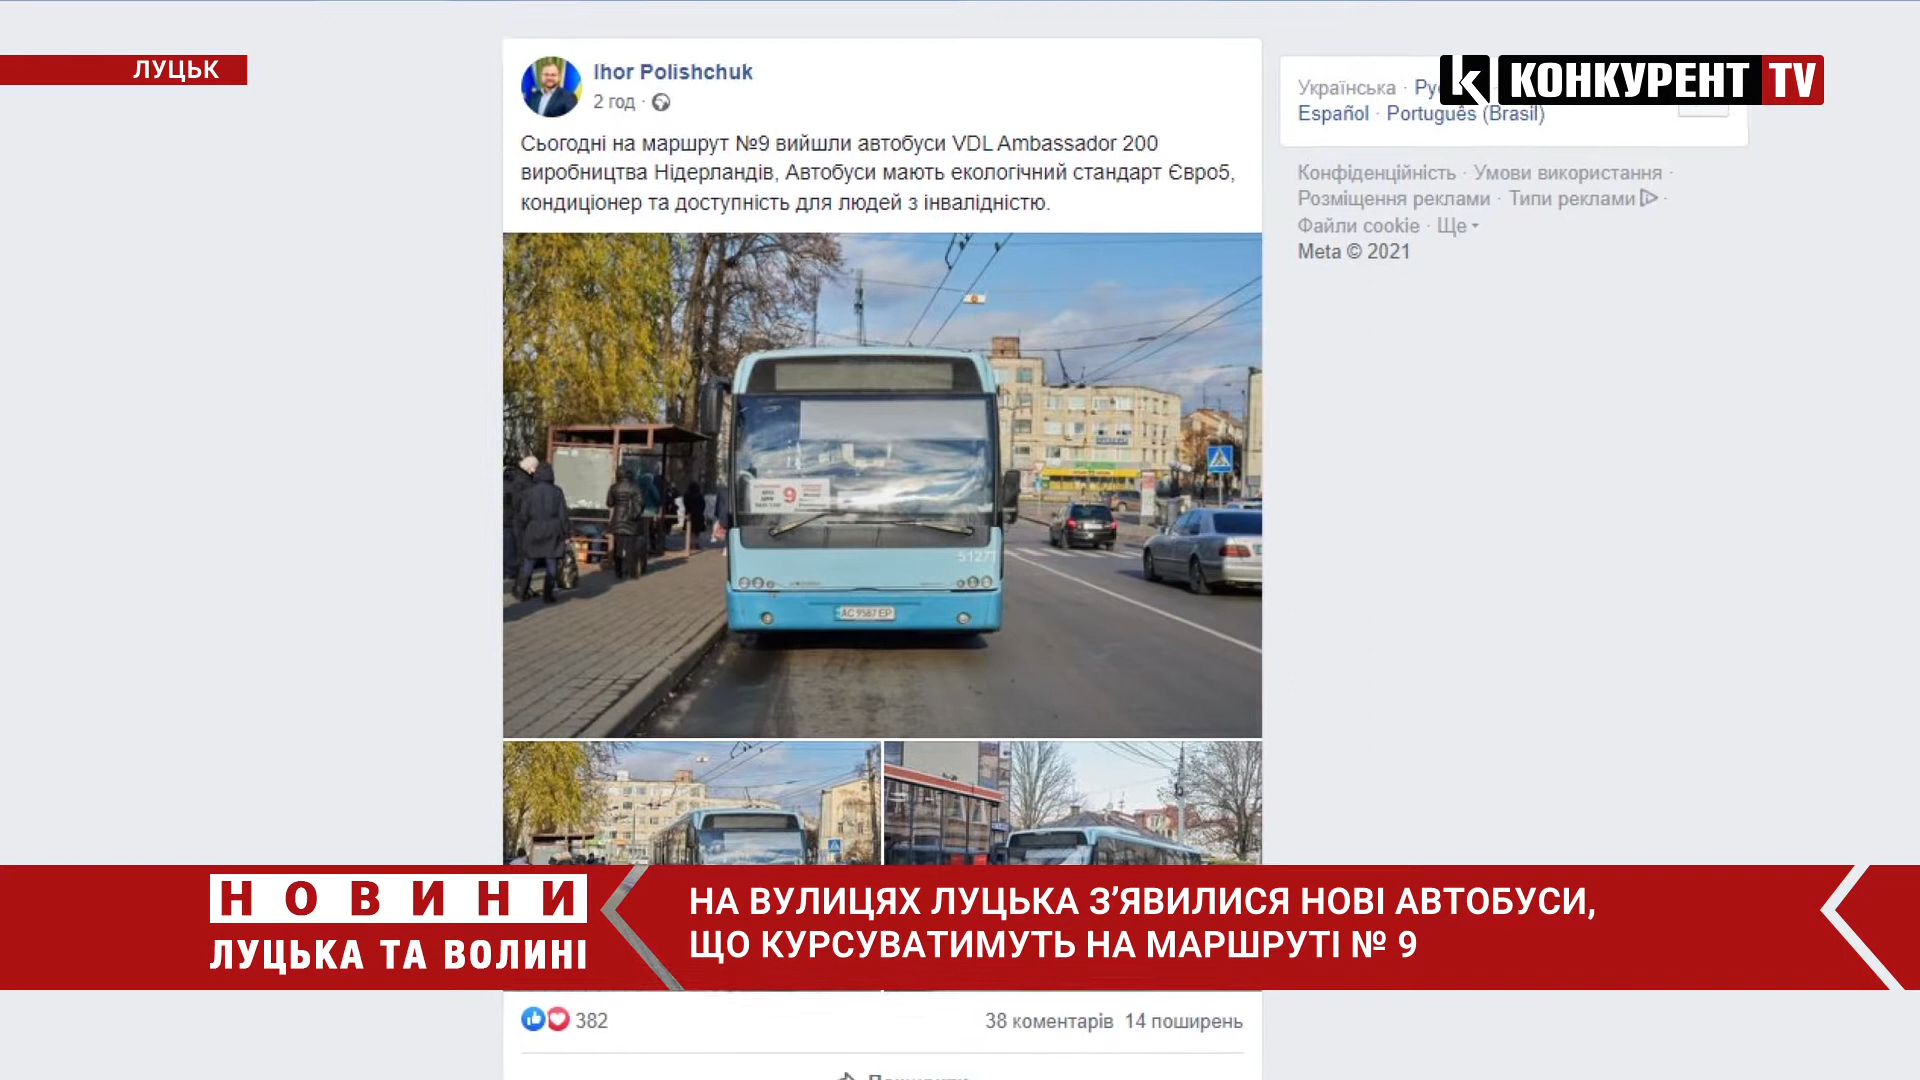 ЛУЦЬК
КОНКУРЕНТ TV
Ihor Polishchuk
2 год ·
Сьогодні на маршрут №9 вийшли автобуси VDL Ambassador 200
виробництва Нідерландів, Автобуси мають екологічний стандарт Євро5,
кондиціонер та доступність для людей з інвалідністю.
Українська ·
Español · Português (Brasil)
Конфіденційність · Умови використання ·
Розміщення реклами · Типи реклами ·
Файли cookie · Ще
Meta © 2021
9
5127
AC 9587 EP
НОВИНИ
ЛУЦЬКА ТА ВОЛИНІ
НА ВУЛИЦЯХ ЛУЦЬКА З’ЯВИЛИСЯ НОВІ АВТОБУСИ,
ЩО КУРСУВАТИМУТЬ НА МАРШРУТІ № 9
382
38 коментарів 14 поширень